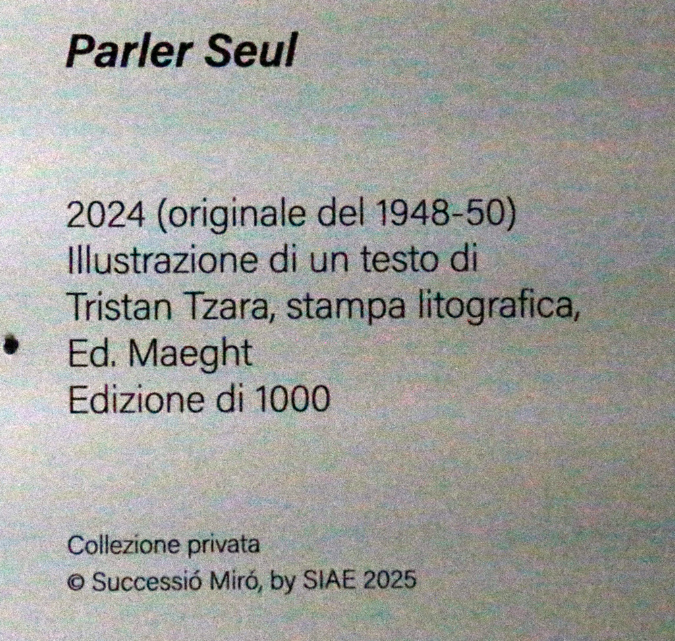 Parler Seul
2024 (originale del 1948-50)
Illustrazione di un testo di
Tristan Tzara, stampa litografica,
Ed. Maeght
Edizione di 1000
Collezione privata
© Successió Miró, by SIAE 2025